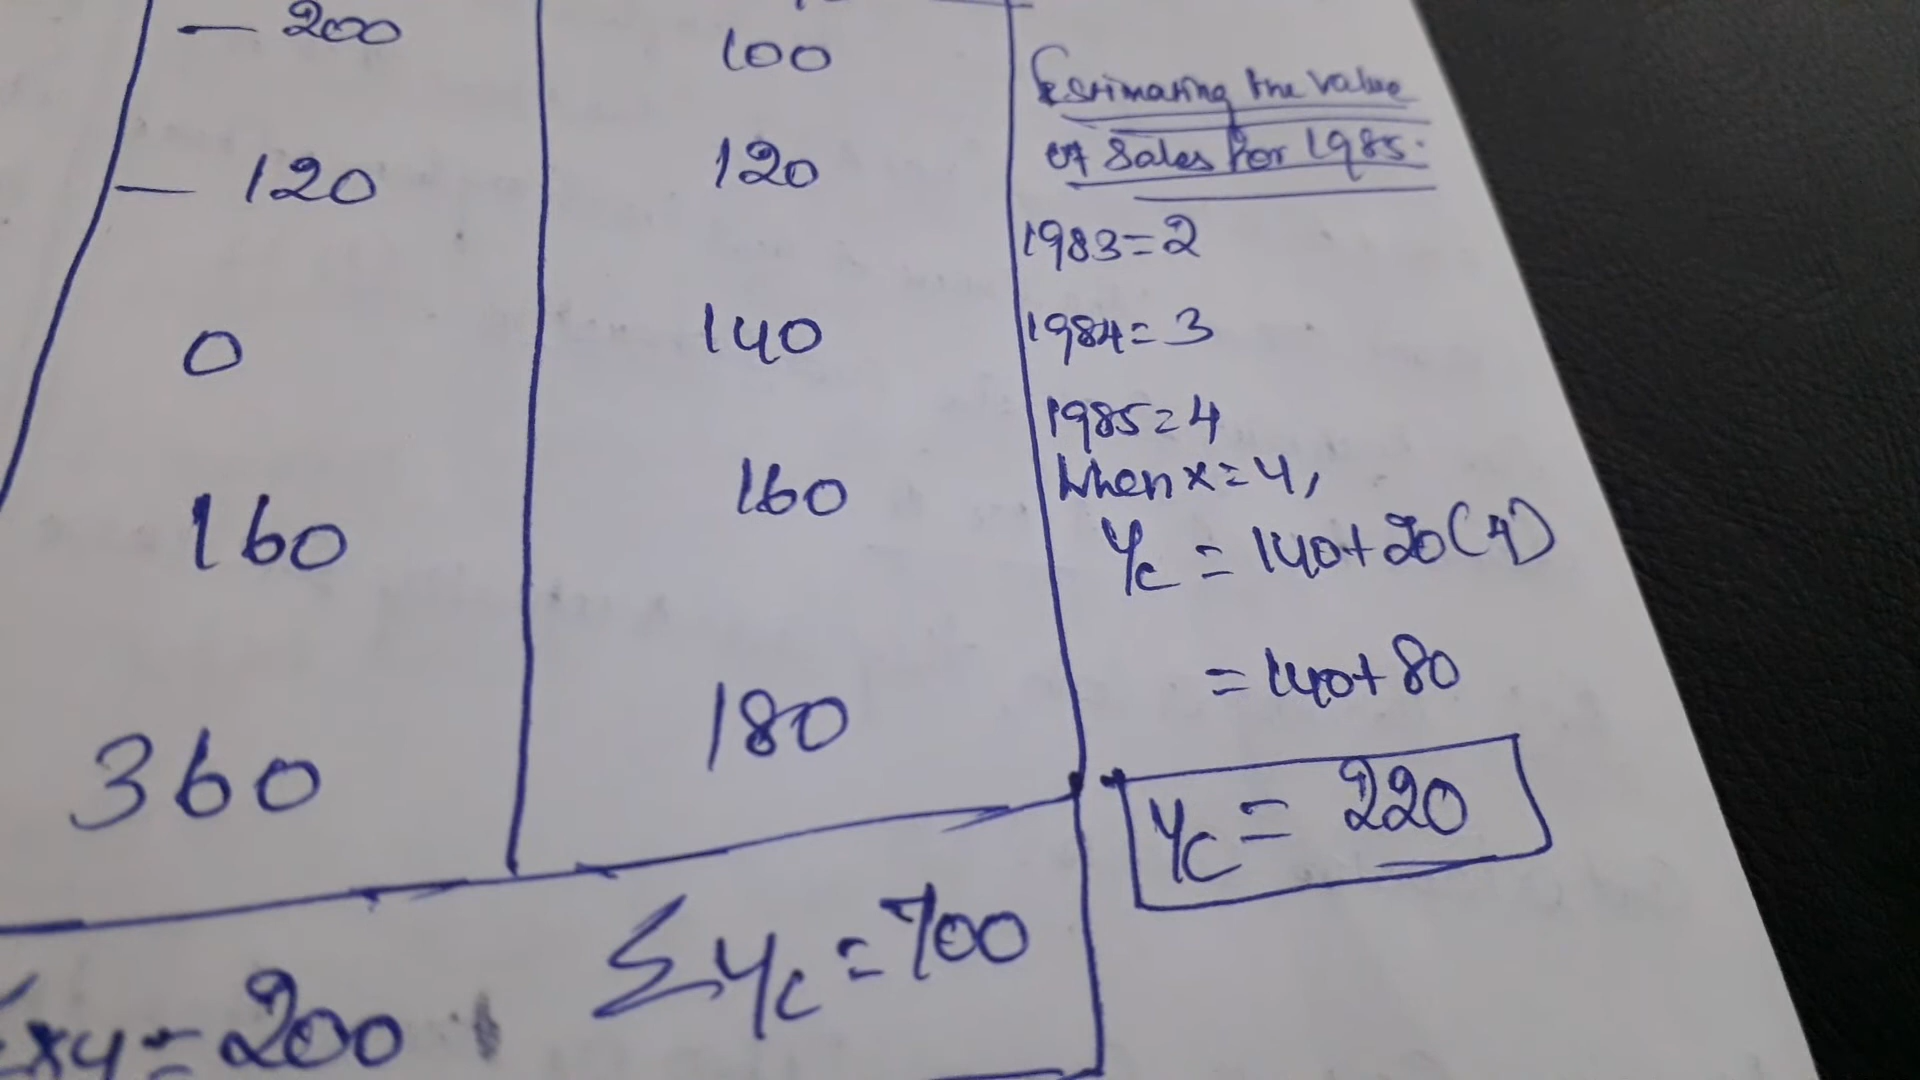 — 200
— 120
0
160
360
Σxy = 200
100
120
140
160
180
ΣYc = 700
Estimating the value
of Sales for 1985.
1983 = 2
1984 = 3
1985 = 4
When x = 4,
Yc = 140 + 20(4)
= 140 + 80
Yc = 220